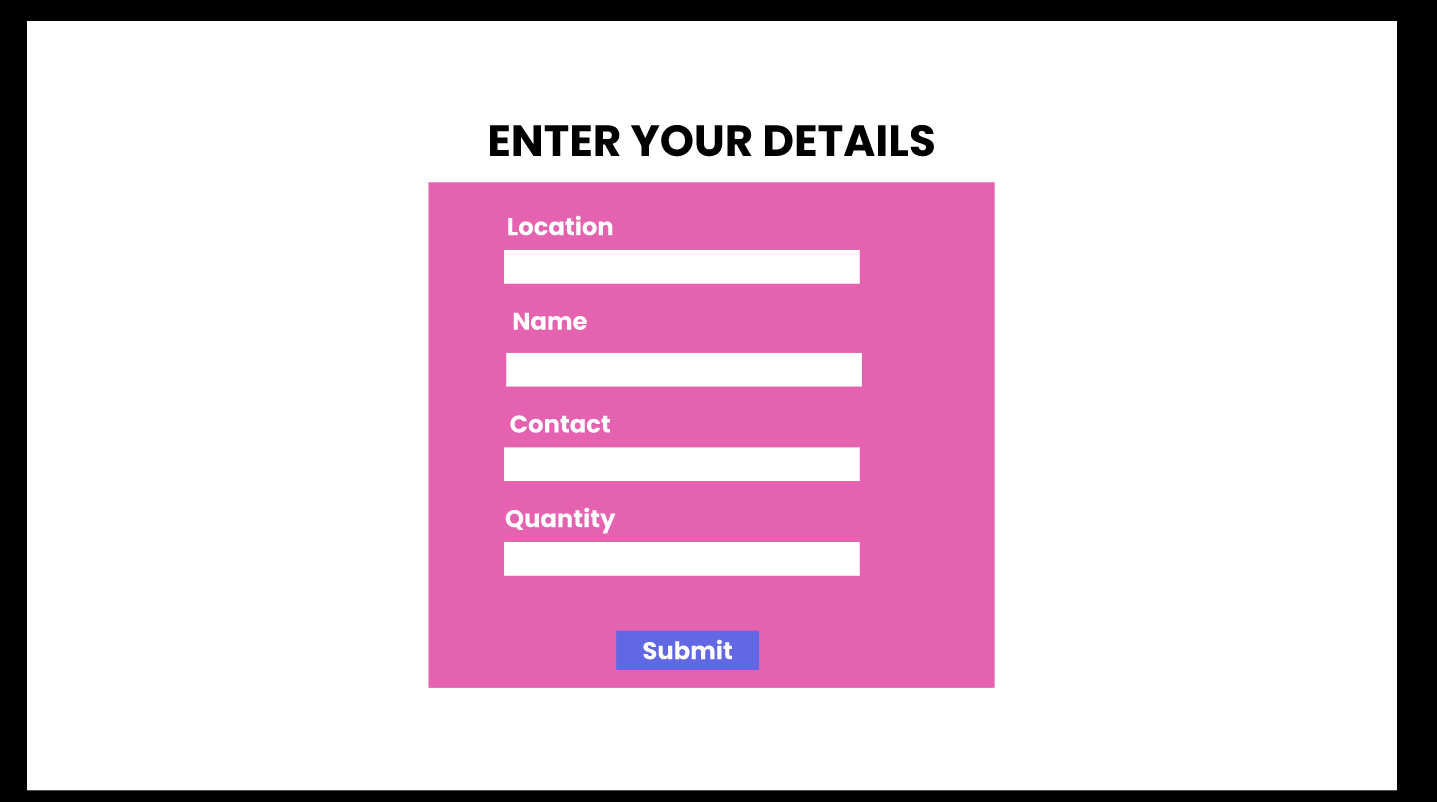 ENTER YOUR DETAILS
Location
Name
Contact
Quantity
Submit